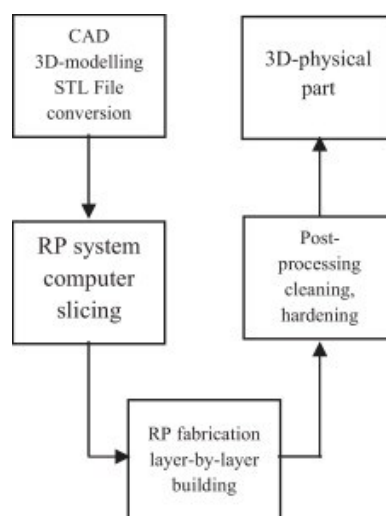 CAD
3D-modelling
STL File
conversion
RP system
computer
slicing
RP fabrication
layer-by-layer
building
Post-
processing
cleaning,
hardening
3D-physical
part